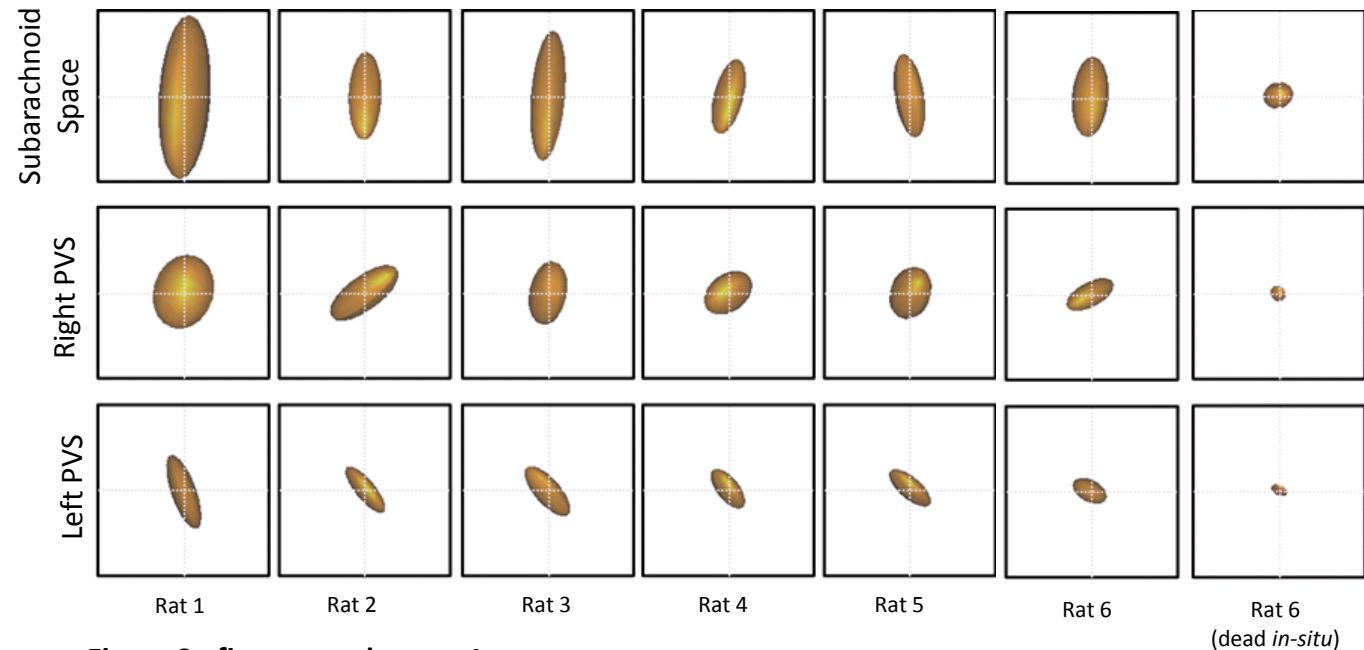 Subarachnoid
Space
Right PVS
Left PVS
Rat 1
Rat 2
Rat 3
Rat 4
Rat 5
Rat 6
Rat 6
(dead in-situ)